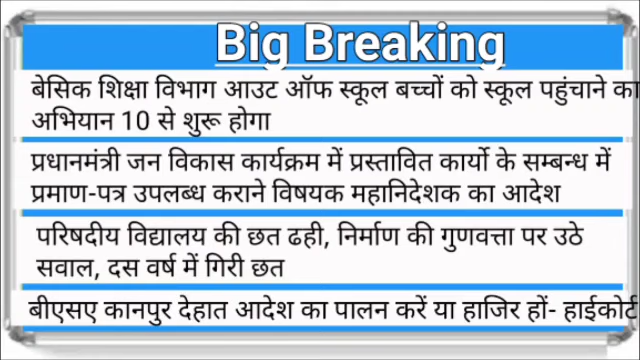 Big Breaking
बेसिक शिक्षा विभाग आउट ऑफ स्कूल बच्चों को स्कूल पहुंचाने का
अभियान 10 से शुरू होगा
प्रधानमंत्री जन विकास कार्यक्रम में प्रस्तावित कार्यो के सम्बन्ध में
प्रमाण-पत्र उपलब्ध कराने विषयक महानिदेशक का आदेश
परिषदीय विद्यालय की छत ढही, निर्माण की गुणवत्ता पर उठे
सवाल, दस वर्ष में गिरी छत
बीएसए कानपुर देहात आदेश का पालन करें या हाजिर हों- हाईकोर्ट